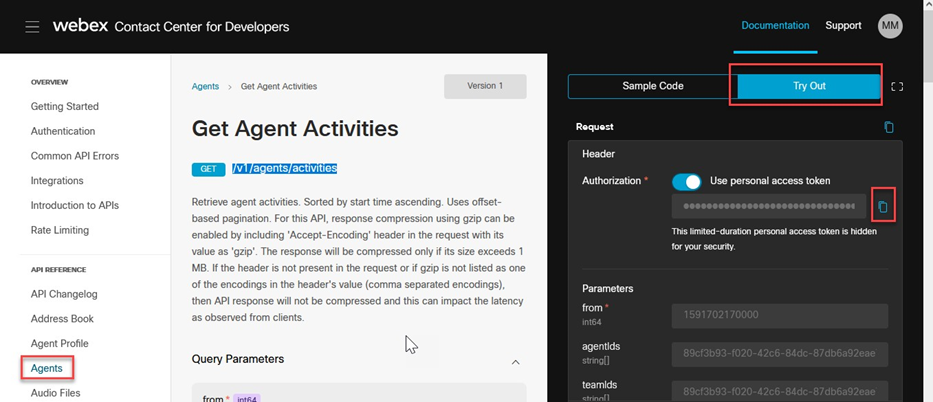 webex Contact Center for Developers
Documentation
Support
MM
OVERVIEW
Getting Started
Authentication
Common API Errors
Integrations
Introduction to APIs
Rate Limiting
API REFERENCE
API Changelog
Address Book
Agent Profile
Agents
Audio Files
Agents > Get Agent Activities
Version 1
Get Agent Activities
GET /v1/agents/activities
Retrieve agent activities. Sorted by start time ascending. Uses offset-
based pagination. For this API, response compression using gzip can be
enabled by including 'Accept-Encoding' header in the request with its
value as 'gzip'. The response will be compressed only if its size exceeds 1
MB. If the header is not present in the request or if gzip is not listed as one
of the encodings in the header's value (comma separated encodings),
then API response will not be compressed and this can impact the latency
as observed from clients.
Query Parameters
from * int64
Sample Code
Try Out
Request
Header
Authorization * Use personal access token
This limited-duration personal access token is hidden
for your security.
Parameters
from * 1591702170000
int64
agentIds 89cf3b93-f020-42c6-84dc-87db6a92eae
string[]
teamIds 89cf3b93-f020-42c6-84dc-87db6a92eae
string[]